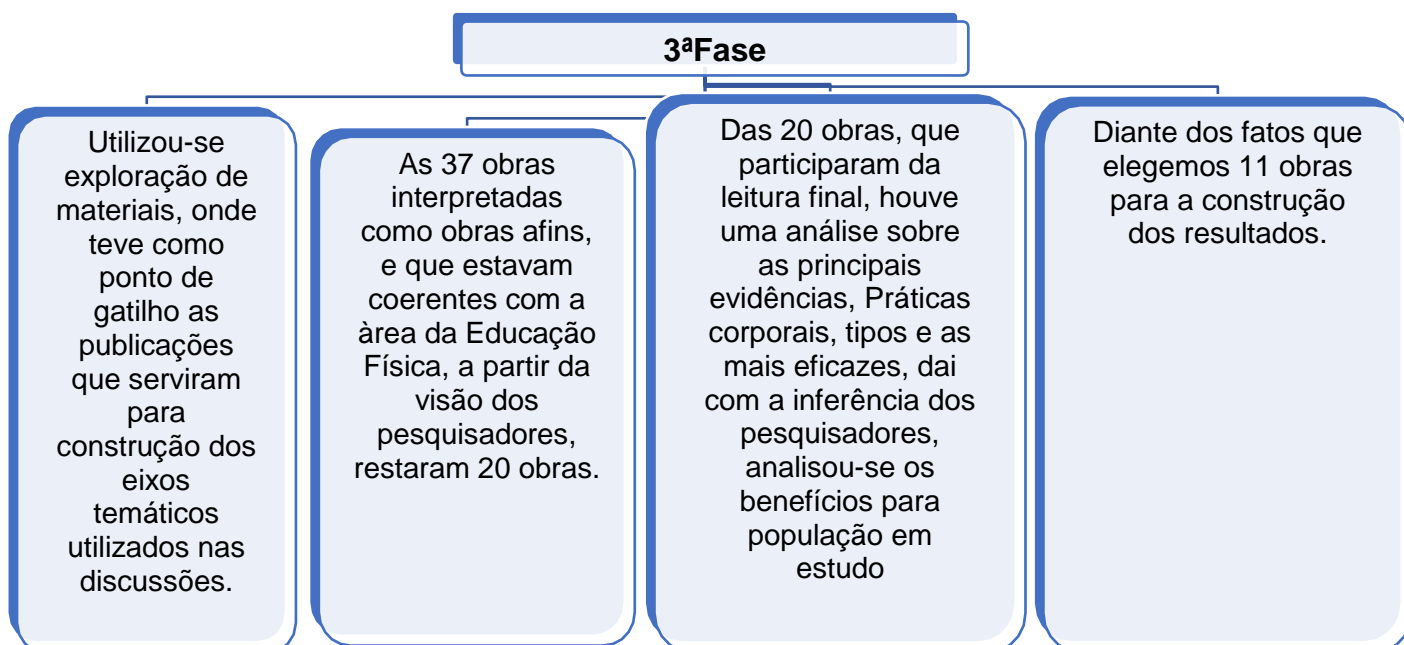 3ªFase
Utilizou-se
exploração de
materiais, onde
teve como
ponto de
gatilho as
publicações
que serviram
para
construção dos
eixos
temáticos
utilizados nas
discussões.
As 37 obras
interpretadas
como obras afins,
e que estavam
coerentes com a
àrea da Educação
Física, a partir da
visão dos
pesquisadores,
restaram 20 obras.
Das 20 obras, que
participaram da
leitura final, houve
uma análise sobre
as principais
evidências, Práticas
corporais, tipos e as
mais eficazes, dai
com a inferência dos
pesquisadores,
analisou-se os
benefícios para
população em
estudo
Diante dos fatos que
elegemos 11 obras
para a construção
dos resultados.